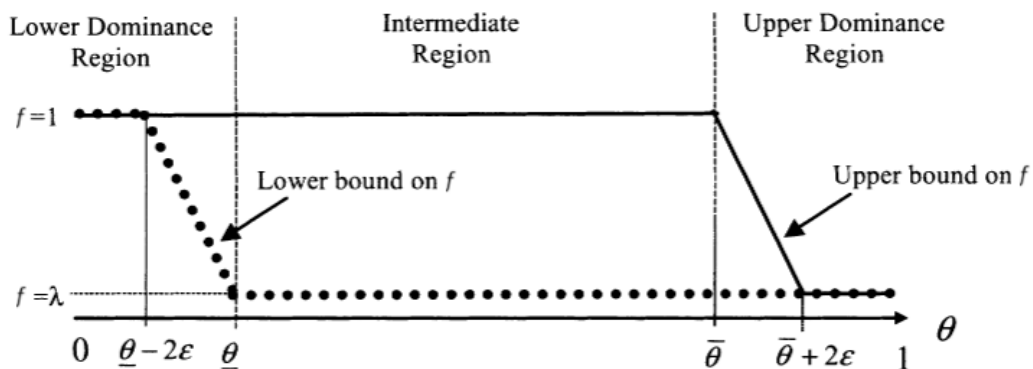 Lower Dominance
Region
Intermediate
Region
Upper Dominance
Region
f=1
Lower bound on f
Upper bound on f
f=λ
0 θ̲−2ε θ̲ θ̄ θ̄+2ε 1 θ